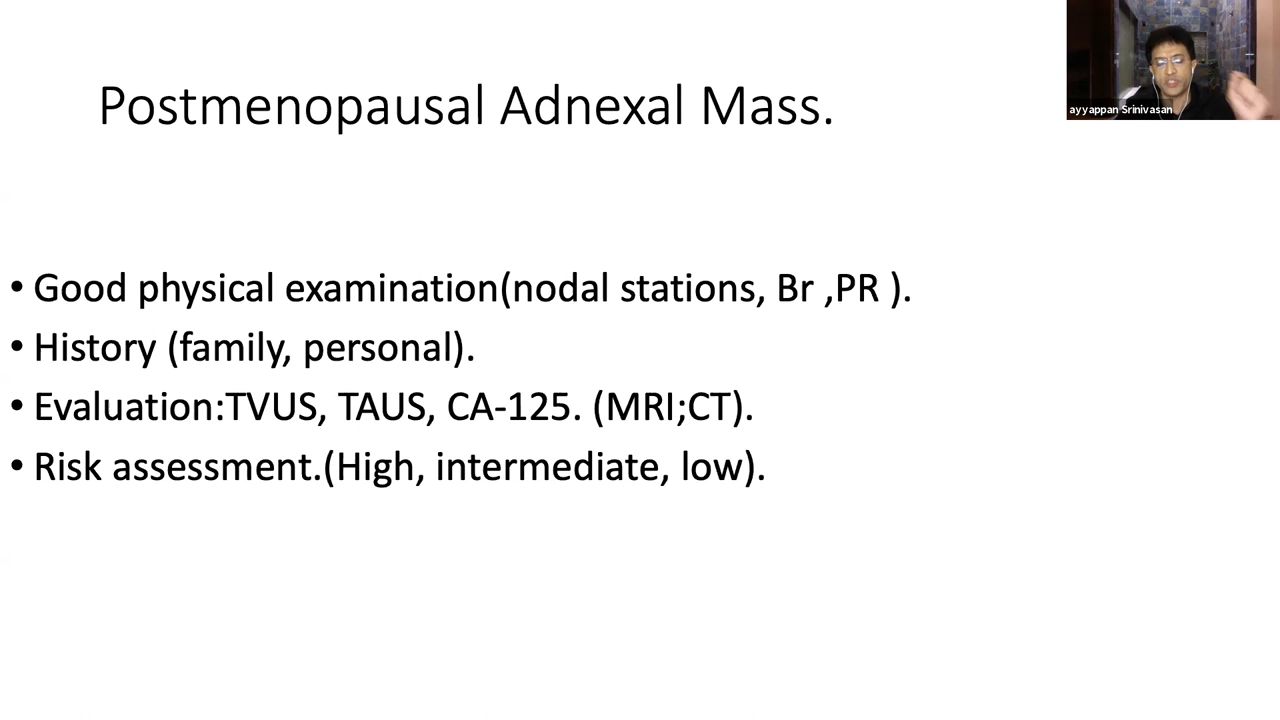 ayyappan Srinivasan
Postmenopausal Adnexal Mass.
• Good physical examination(nodal stations, Br ,PR ).
• History (family, personal).
• Evaluation:TVUS, TAUS, CA-125. (MRI;CT).
• Risk assessment.(High, intermediate, low).